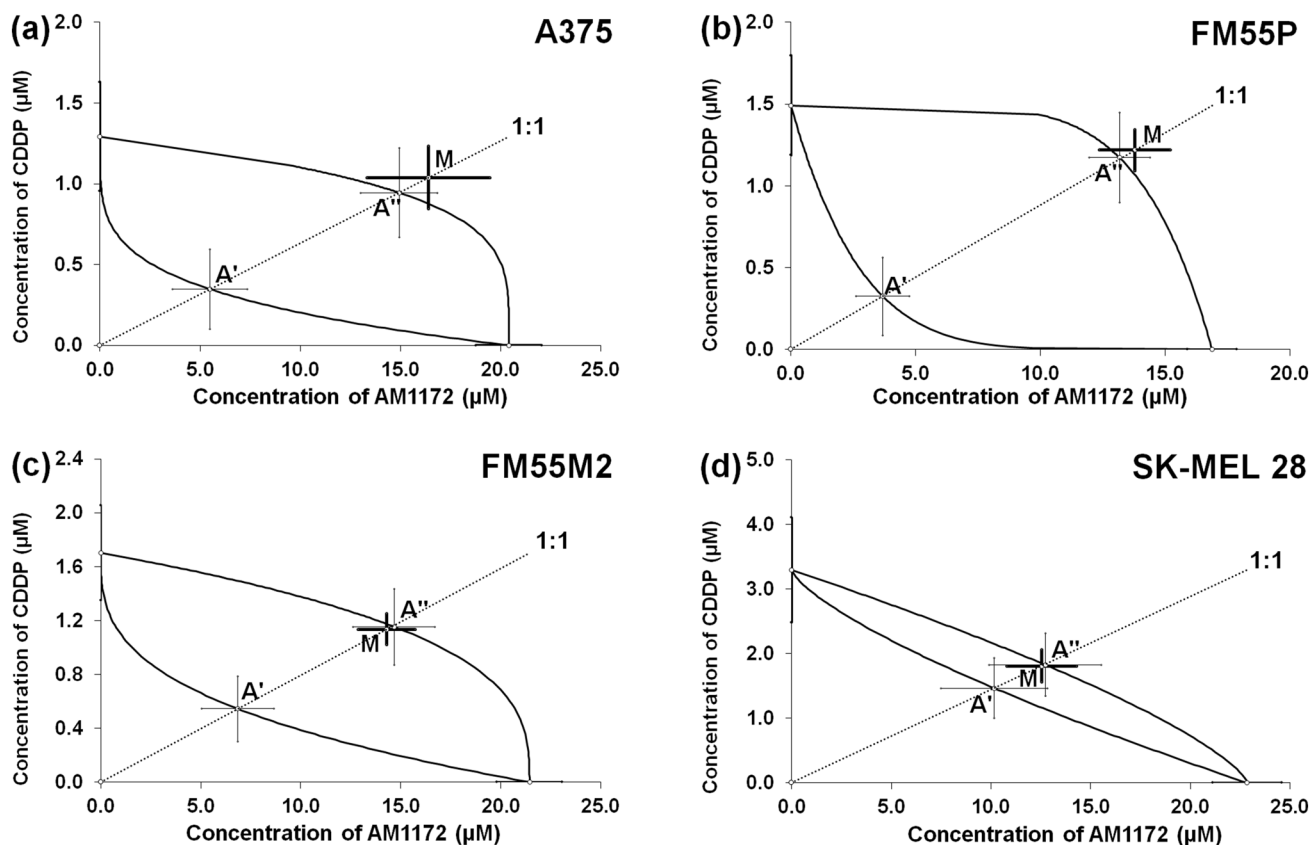 (a)
A375
Concentration of CDDP (µM)
2.0
1.5
1.0
0.5
0.0
1:1
M
A''
A'
0.0 5.0 10.0 15.0 20.0 25.0
Concentration of AM1172 (µM)
(b)
FM55P
Concentration of CDDP (µM)
2.0
1.5
1.0
0.5
0.0
1:1
M
A''
A'
0.0 5.0 10.0 15.0 20.0
Concentration of AM1172 (µM)
(c)
FM55M2
Concentration of CDDP (µM)
2.4
2.0
1.6
1.2
0.8
0.4
0.0
1:1
A''
M
A'
0.0 5.0 10.0 15.0 20.0 25.0
Concentration of AM1172 (µM)
(d)
SK-MEL 28
Concentration of CDDP (µM)
5.0
4.0
3.0
2.0
1.0
0.0
1:1
A''
M
A'
0.0 5.0 10.0 15.0 20.0 25.0
Concentration of AM1172 (µM)